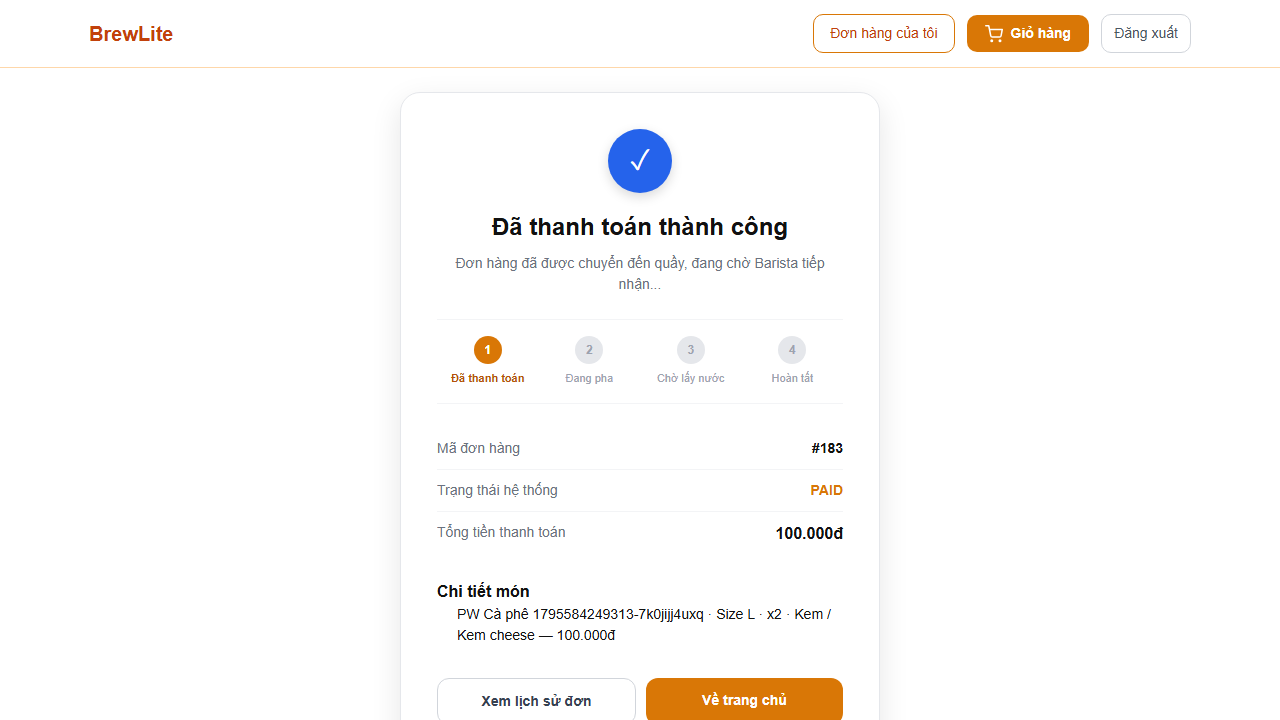 BrewLite
Đơn hàng của tôi
Giỏ hàng
Đăng xuất
✓
Đã thanh toán thành công
Đơn hàng đã được chuyển đến quầy, đang chờ Barista tiếp
nhận...
1
2
3
4
Đã thanh toán
Đang pha
Chờ lấy nước
Hoàn tất
Mã đơn hàng
#183
Trạng thái hệ thống
PAID
Tổng tiền thanh toán
100.000đ
Chi tiết món
PW Cà phê 1795584249313-7k0jijj4uxq · Size L · x2 · Kem /
Kem cheese — 100.000đ
Xem lịch sử đơn
Về trang chủ